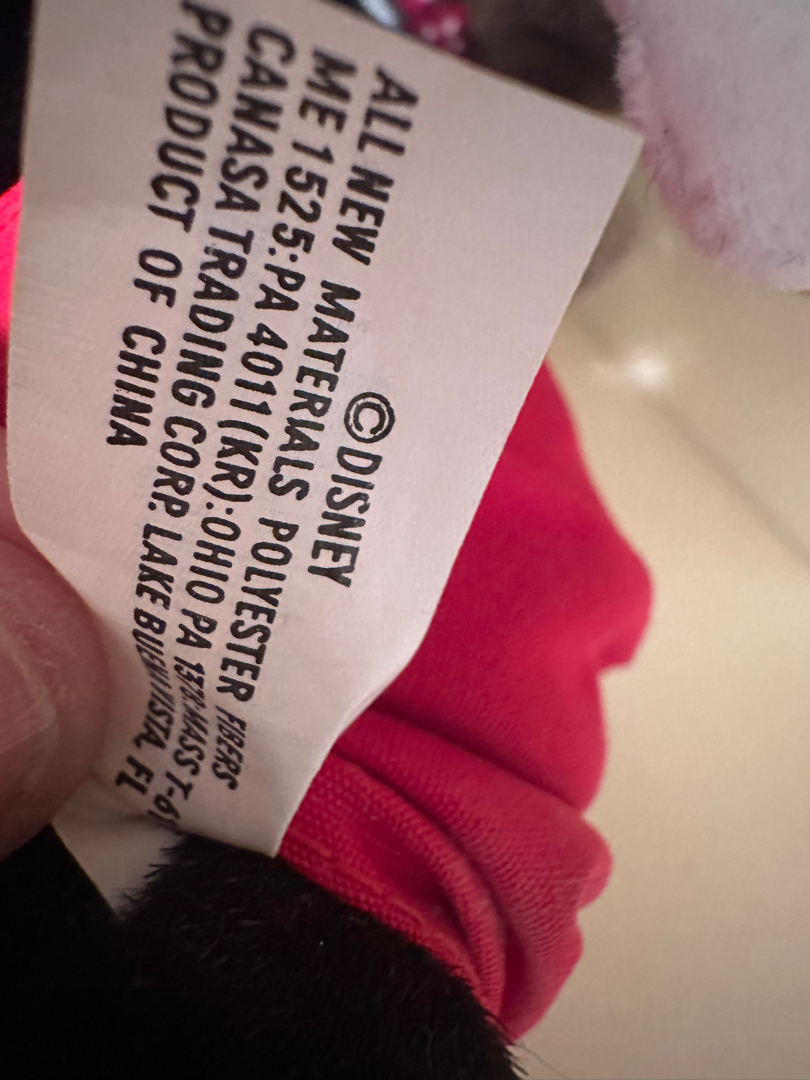 ©DISNEY
ALL NEW MATERIALS POLYESTER FIBERS
ME 1525:PA 4011(KR):OHIO PA MASS T-
CANASA TRADING CORP. LAKE BUENA VISTA, FL
PRODUCT OF CHINA